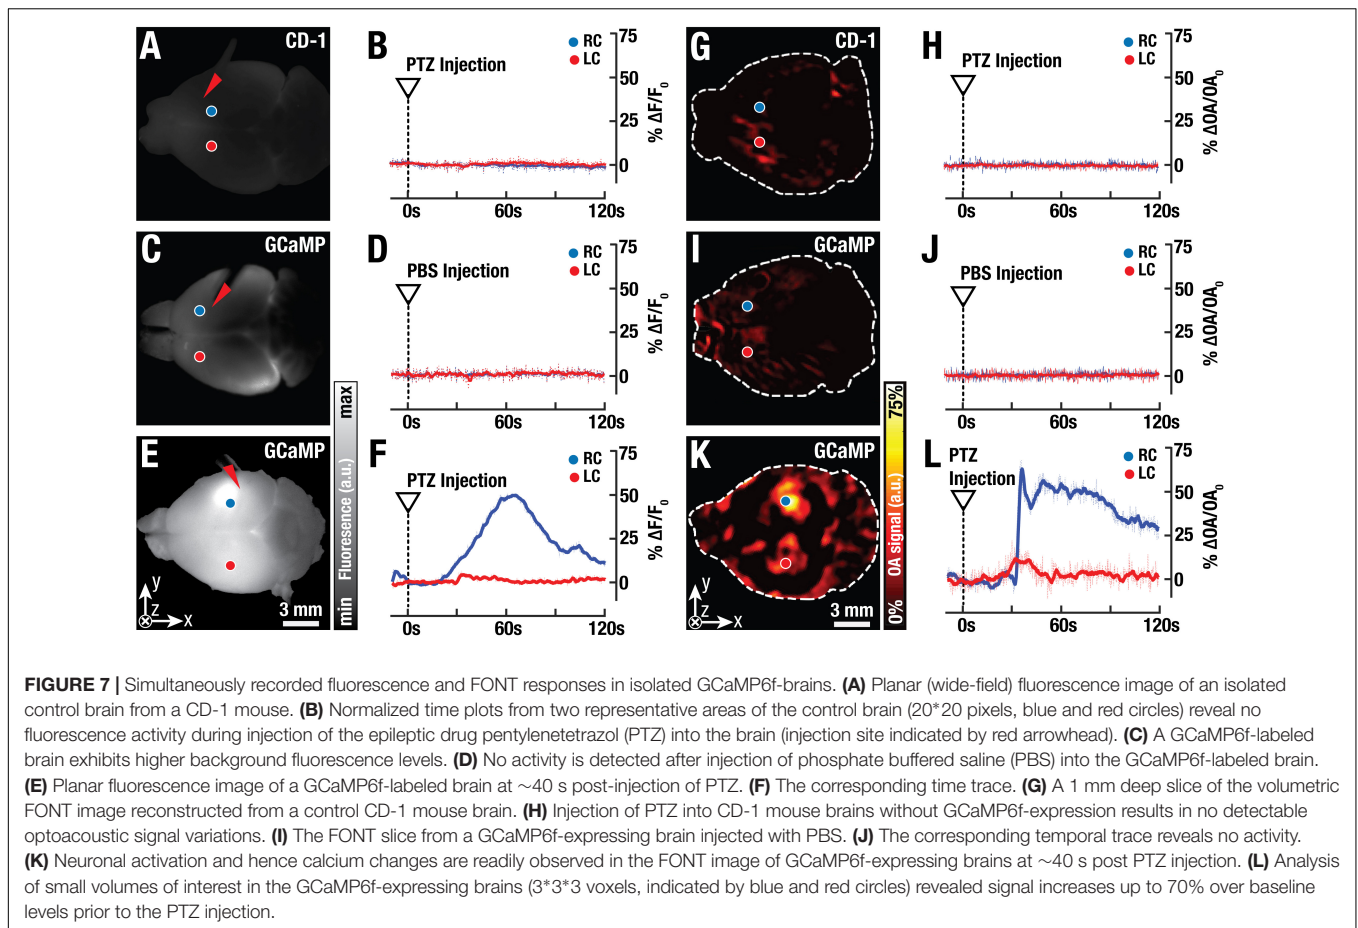 A
CD-1
B
PTZ Injection
RC
LC
75
50
25
0
% ΔF/F0
0s
60s
120s
G
CD-1
H
PTZ Injection
RC
LC
75
50
25
0
% ΔOA/OA0
0s
60s
120s
C
GCaMP
D
PBS Injection
RC
LC
75
50
25
0
% ΔF/F0
0s
60s
120s
I
GCaMP
J
PBS Injection
RC
LC
75
50
25
0
% ΔOA/OA0
0s
60s
120s
E
GCaMP
y
z
x
3 mm
min Fluoresence (a.u.) max
F
PTZ Injection
RC
LC
75
50
25
0
% ΔF/F0
0s
60s
120s
K
GCaMP
y
z
x
3 mm
0% OA signal (a.u.) 75%
L
PTZ
Injection
RC
LC
75
50
25
0
% ΔOA/OA0
0s
60s
120s
FIGURE 7 | Simultaneously recorded fluorescence and FONT responses in isolated GCaMP6f-brains. (A) Planar (wide-field) fluorescence image of an isolated
control brain from a CD-1 mouse. (B) Normalized time plots from two representative areas of the control brain (20*20 pixels, blue and red circles) reveal no
fluorescence activity during injection of the epileptic drug pentylenetetrazol (PTZ) into the brain (injection site indicated by red arrowhead). (C) A GCaMP6f-labeled
brain exhibits higher background fluorescence levels. (D) No activity is detected after injection of phosphate buffered saline (PBS) into the GCaMP6f-labeled brain.
(E) Planar fluorescence image of a GCaMP6f-labeled brain at ~40 s post-injection of PTZ. (F) The corresponding time trace. (G) A 1 mm deep slice of the volumetric
FONT image reconstructed from a control CD-1 mouse brain. (H) Injection of PTZ into CD-1 mouse brains without GCaMP6f-expression results in no detectable
optoacoustic signal variations. (I) The FONT slice from a GCaMP6f-expressing brain injected with PBS. (J) The corresponding temporal trace reveals no activity.
(K) Neuronal activation and hence calcium changes are readily observed in the FONT image of GCaMP6f-expressing brains at ~40 s post PTZ injection. (L) Analysis
of small volumes of interest in the GCaMP6f-expressing brains (3*3*3 voxels, indicated by blue and red circles) revealed signal increases up to 70% over baseline
levels prior to the PTZ injection.